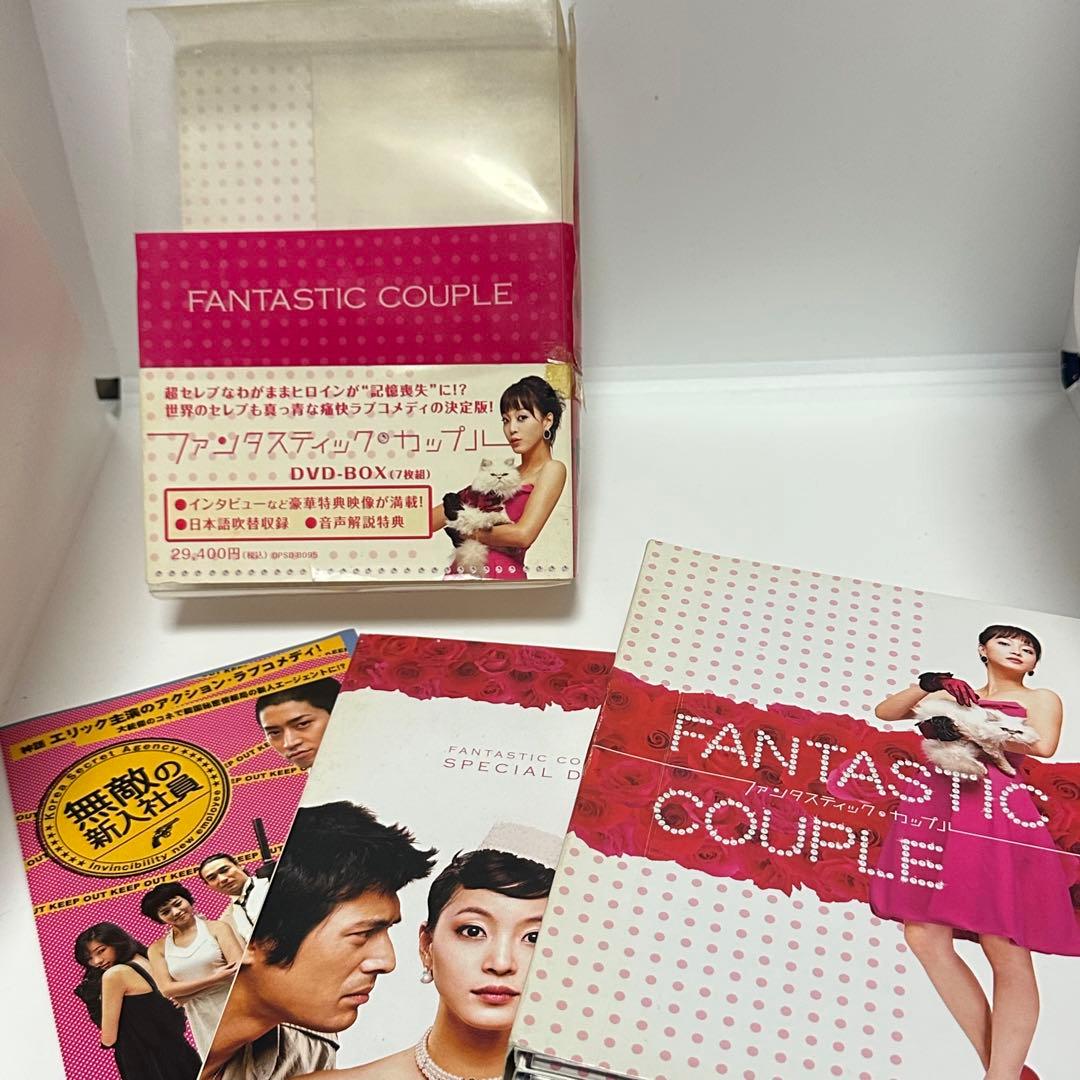 FANTASTIC COUPLE
超セレブなわがままヒロインが“記憶喪失”に!?
世界のセレブも真っ青な痛快ラブコメディの決定版!
ファンタスティック・カップル
DVD-BOX(7枚組)
●インタビューなど豪華特典映像が満載!
●日本語吹替収録 ●音声解説特典
29,400円(税込) OPSD-B095
神話 エリック主演のアクション・ラブコメディ!
Korea Secret Agency
無敵の
新入社員
Invincibility new employee
KEEP OUT KEEP OUT KEEP OUT
FANTASTIC CO
SPECIAL D
FANTASTIC
ファンタスティック・カップル
COUPLE